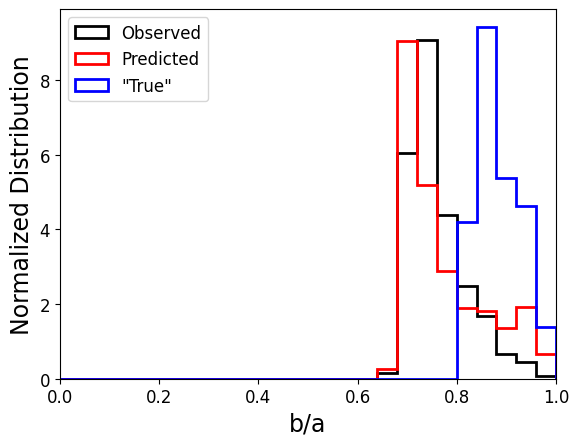 Observed
Predicted
"True"
Normalized Distribution
8
6
4
2
0
0.0 0.2 0.4 0.6 0.8 1.0
b/a